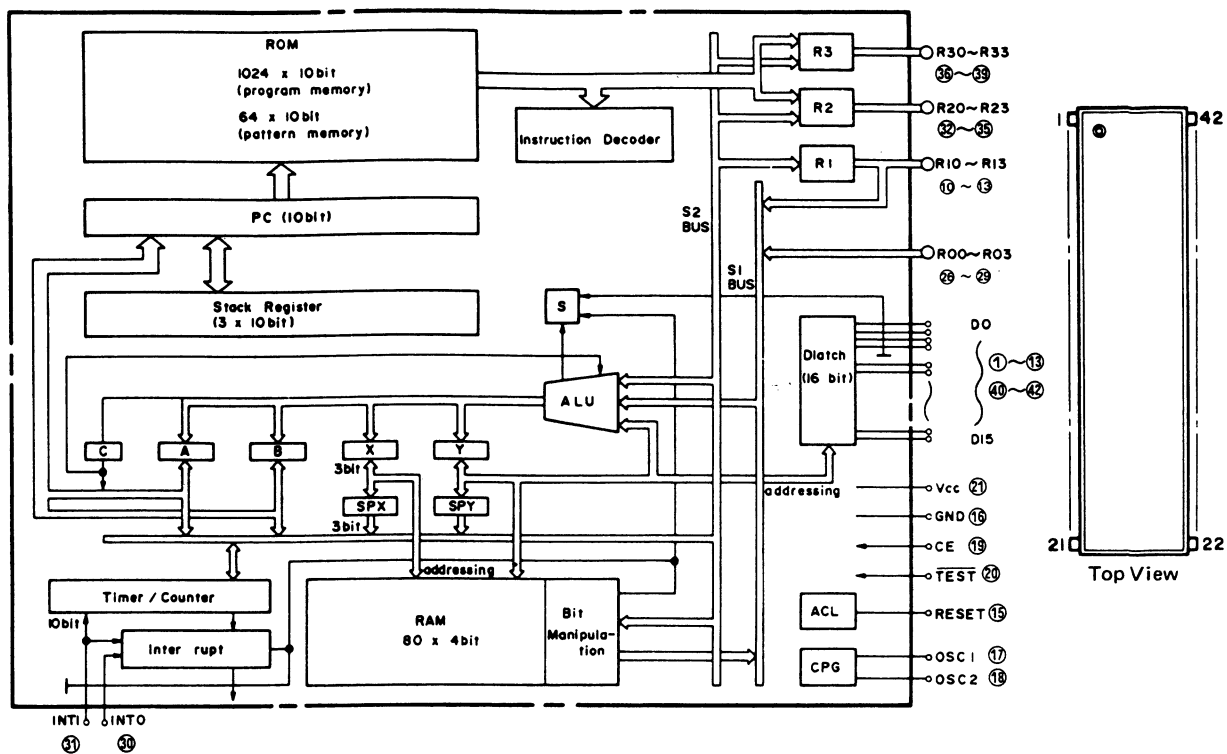 ROM
1024 x 10bit
(program memory)
64 x 10bit
(pattern memory)
Instruction Decoder
PC (10bit)
Stack Register
(3 x 10bit)
S
ALU
C
A
B
X
Y
3bit
SPX
SPY
3bit
addressing
Timer / Counter
10bit
Inter rupt
RAM
80 x 4bit
Bit
Manipula-
tion
INT1
INT0
31
30
S2
BUS
S1
BUS
R3
R2
R1
R30~R33
36~39
R20~R23
32~35
R10~R13
10~13
R00~R03
26~29
Dlatch
(16 bit)
D0
1~13
40~42
D15
addressing
Vcc 21
GND 16
CE 19
TEST 20
ACL
RESET 15
CPG
OSC1 17
OSC2 18
1
42
21
22
Top View